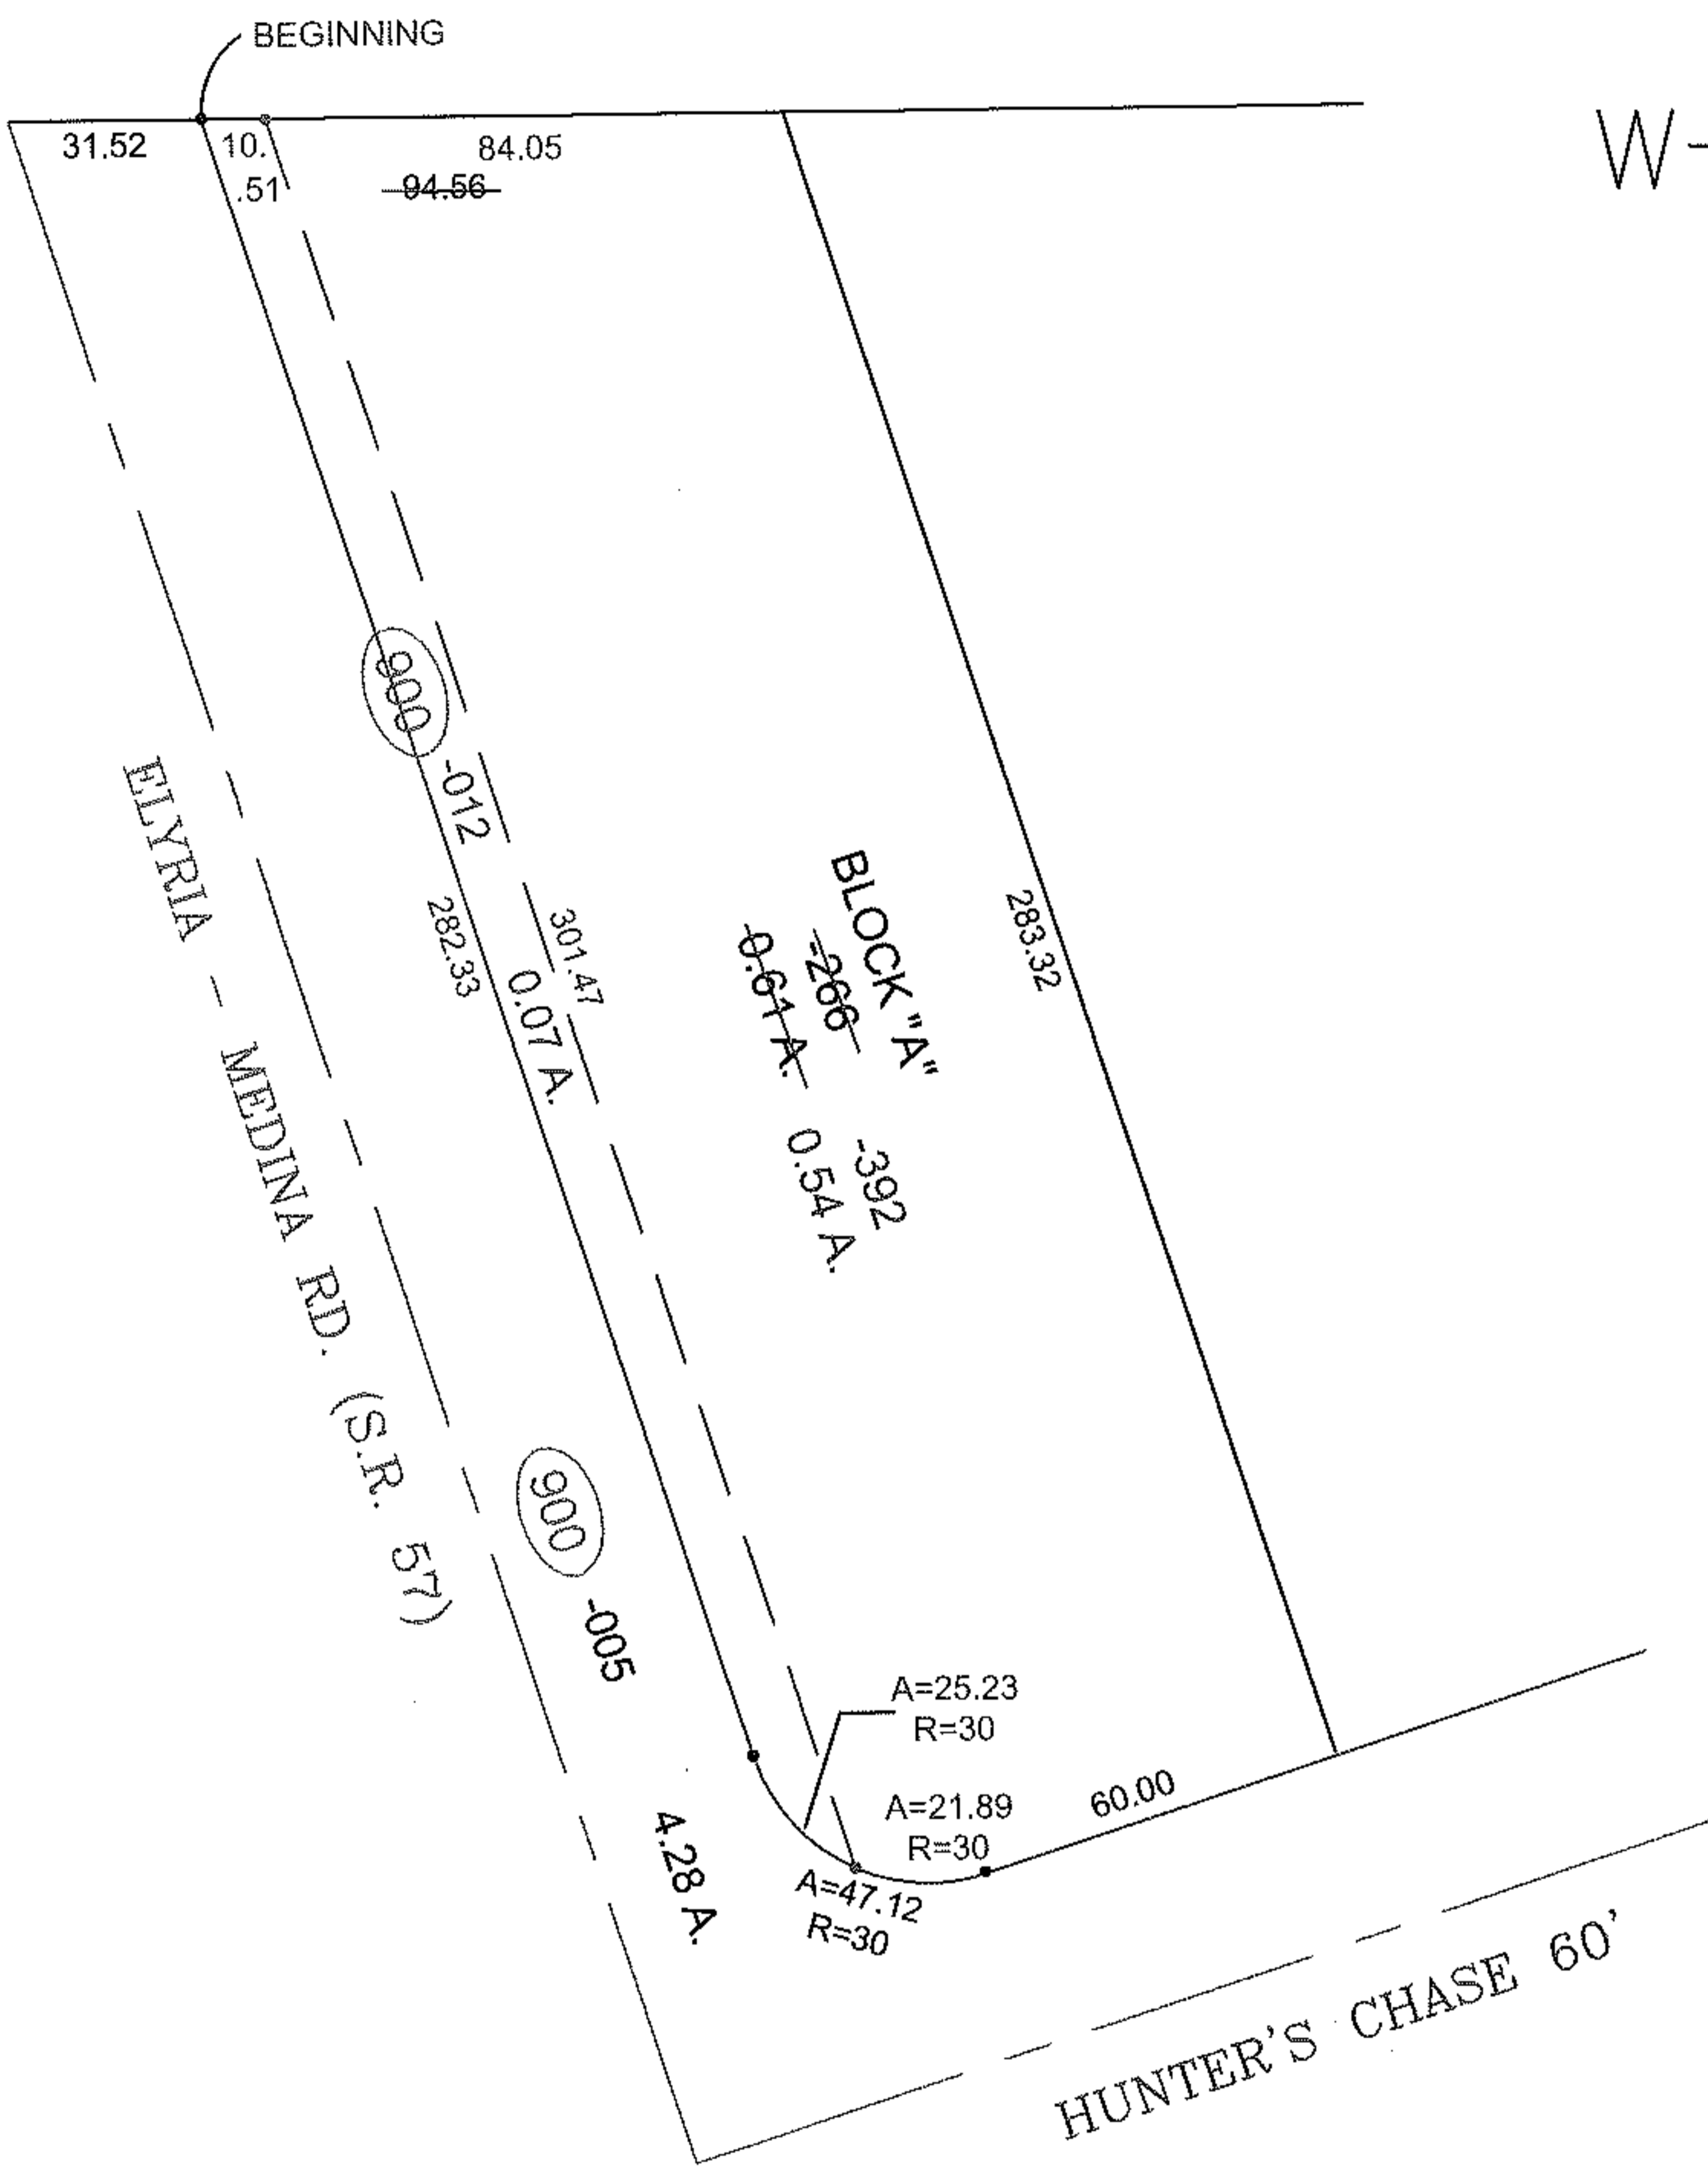 BEGINNING
31.52
10.
.51
84.05
94.56
W
900
-012
282.33
301.47
0.07 A.
BLOCK "A"
-266
0.61 A.
-392
0.54 A.
283.32
ELYRIA - MEDINA RD. (S.R. 57)
900
-005
4.28 A.
A=25.23
R=30
A=21.89
R=30
A=47.12
R=30
60.00
HUNTER'S CHASE 60'